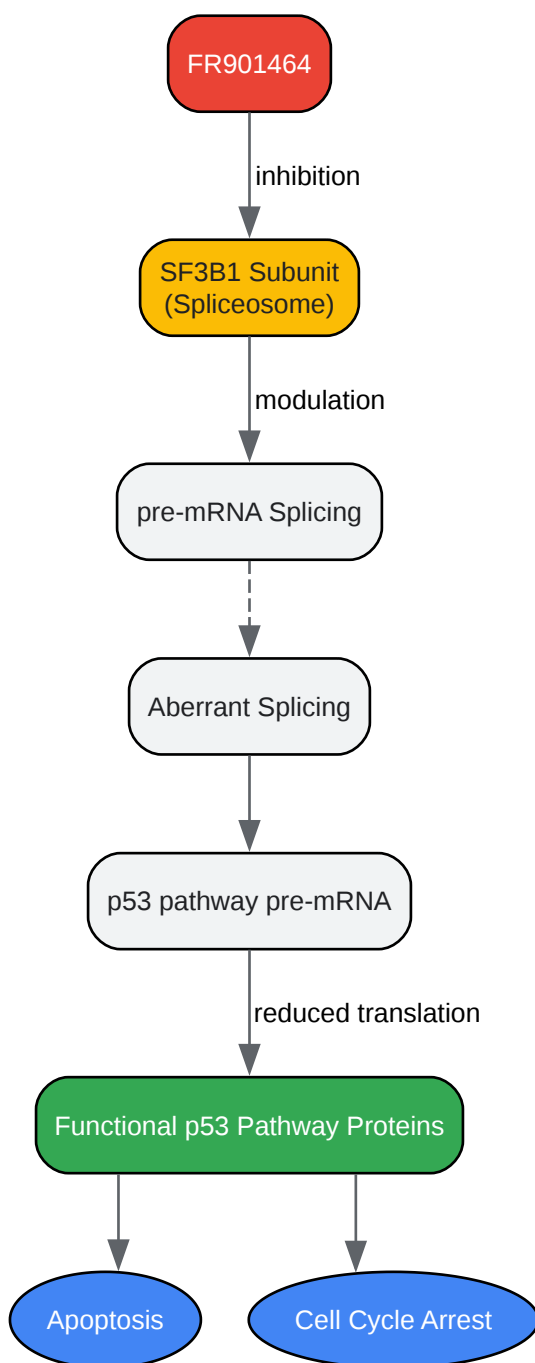 FR901464
inhibition
SF3B1 Subunit
(Spliceosome)
modulation
pre-mRNA Splicing
Aberrant Splicing
p53 pathway pre-mRNA
reduced translation
Functional p53 Pathway Proteins
Apoptosis
Cell Cycle Arrest